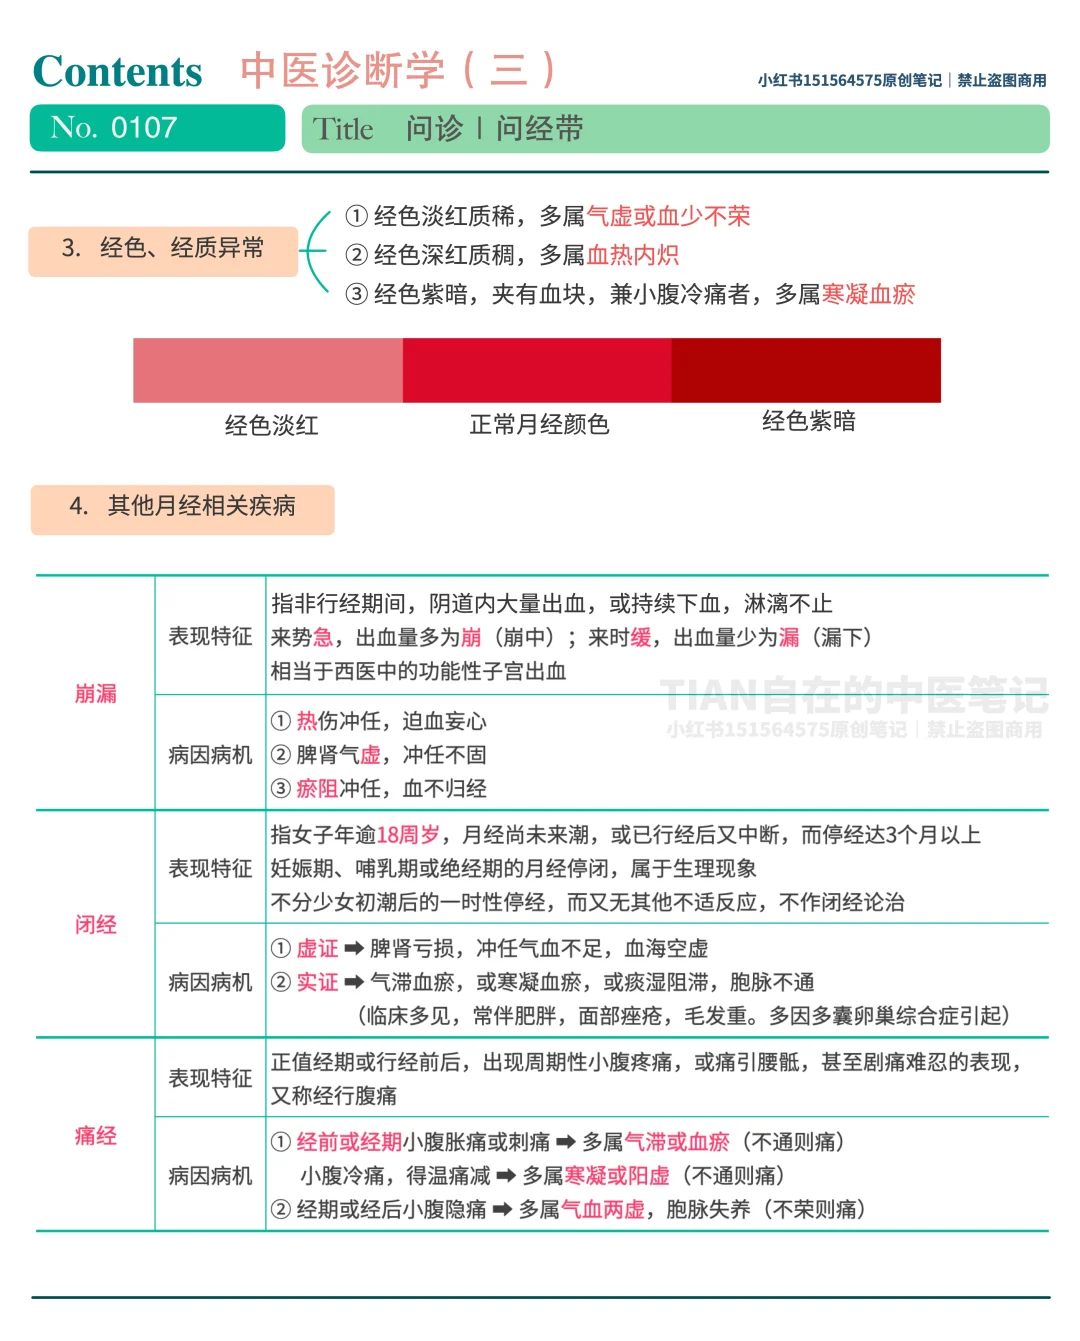 Contents 中医诊断学（三）
小红书151564575原创笔记｜禁止盗图商用
No. 0107
Title 问诊｜问经带
3. 经色、经质异常
① 经色淡红质稀，多属气虚或血少不荣
② 经色深红质稠，多属血热内炽
③ 经色紫暗，夹有血块，兼小腹冷痛者，多属寒凝血瘀
经色淡红
正常月经颜色
经色紫暗
4. 其他月经相关疾病
崩漏
表现特征
指非行经期间，阴道内大量出血，或持续下血，淋漓不止
来势急，出血量多为崩（崩中）；来时缓，出血量少为漏（漏下）
相当于西医中的功能性子宫出血
TIAN自在的中医笔记
小红书151564575原创笔记｜禁止盗图商用
病因病机
① 热伤冲任，迫血妄心
② 脾肾气虚，冲任不固
③ 瘀阻冲任，血不归经
闭经
表现特征
指女子年逾18周岁，月经尚未来潮，或已行经后又中断，而停经达3个月以上
妊娠期、哺乳期或绝经期的月经停闭，属于生理现象
不分少女初潮后的一时性停经，而又无其他不适反应，不作闭经论治
病因病机
① 虚证 ➡ 脾肾亏损，冲任气血不足，血海空虚
② 实证 ➡ 气滞血瘀，或寒凝血瘀，或痰湿阻滞，胞脉不通
（临床多见，常伴肥胖，面部痤疮，毛发重。多因多囊卵巢综合症引起）
痛经
表现特征
正值经期或行经前后，出现周期性小腹疼痛，或痛引腰骶，甚至剧痛难忍的表现，
又称经行腹痛
病因病机
① 经前或经期小腹胀痛或刺痛 ➡ 多属气滞或血瘀（不通则痛）
小腹冷痛，得温痛减 ➡ 多属寒凝或阳虚（不通则痛）
② 经期或经后小腹隐痛 ➡ 多属气血两虚，胞脉失养（不荣则痛）